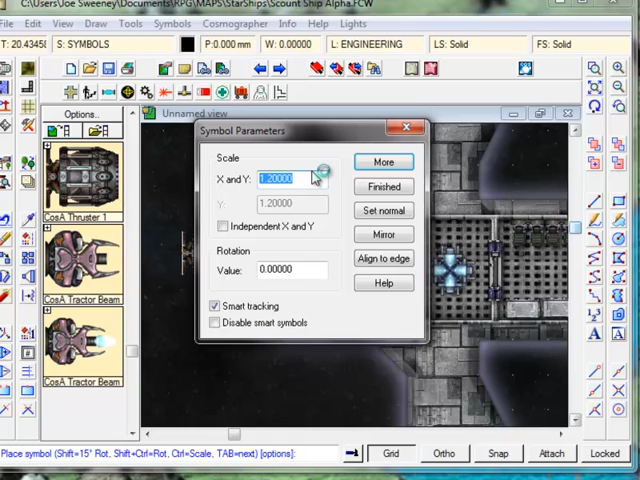 C:\Users\Joe Sweeney\Documents\RPG\MAPS\StarShips\Scount Ship Alpha.FCW
Edit View Draw Tools Symbols Cosmographer Info Help Lights
T: 20.4345 S: SYMBOLS P:0.000 mm W: 0.00000 L: ENGINEERING LS: Solid FS: Solid
Options..
Unnamed view
CosA Thruster 1
CosA Tractor Beam
CosA Tractor Beam
Symbol Parameters
Scale
X and Y: 1.20000
Y: 1.20000
Independent X and Y
Rotation
Value: 0.00000
Smart tracking
Disable smart symbols
More
Finished
Set normal
Mirror
Align to edge
Help
1 2 3
A A
Place symbol (Shift=15° Rot, Shift+Ctrl=Rot, Ctrl=Scale, TAB=next) [options]:
Grid Ortho Snap Attach Locked